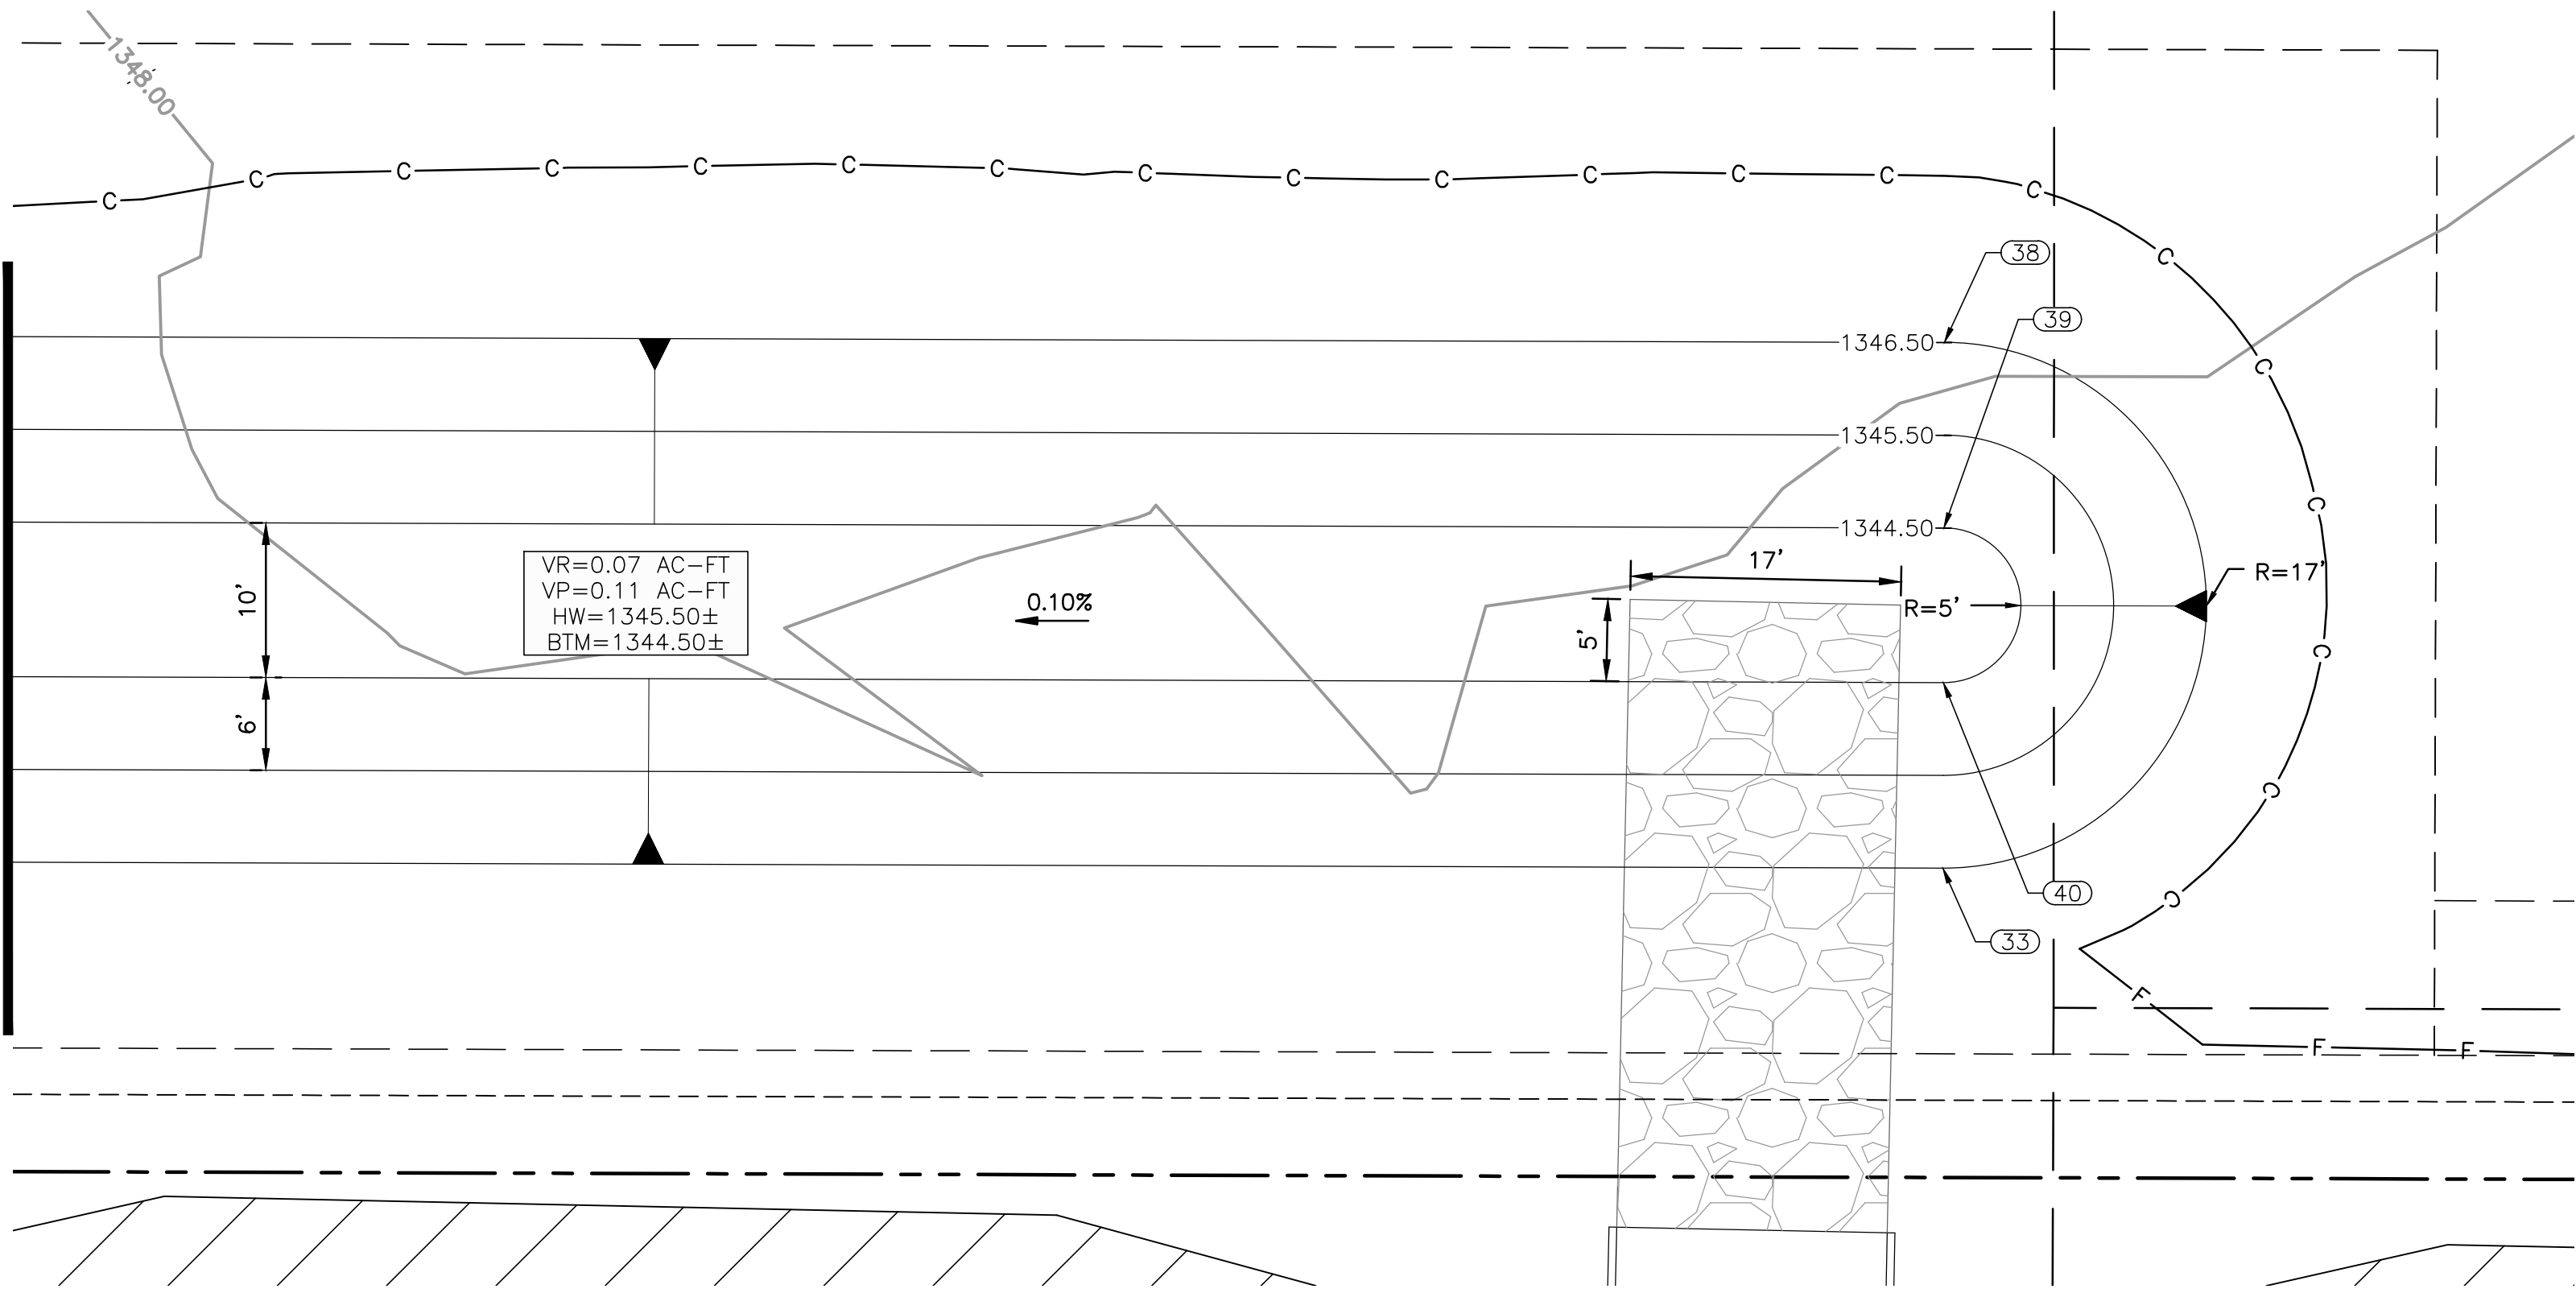 1348.00
C C C C C C C C C C C C C C
38
39
1346.50
C
1345.50
C
1344.50
10'
VR=0.07 AC-FT
VP=0.11 AC-FT
HW=1345.50±
BTM=1344.50±
0.10%
17'
R=5'
R=17'
5'
C
6'
C
40
C
33
F
F F